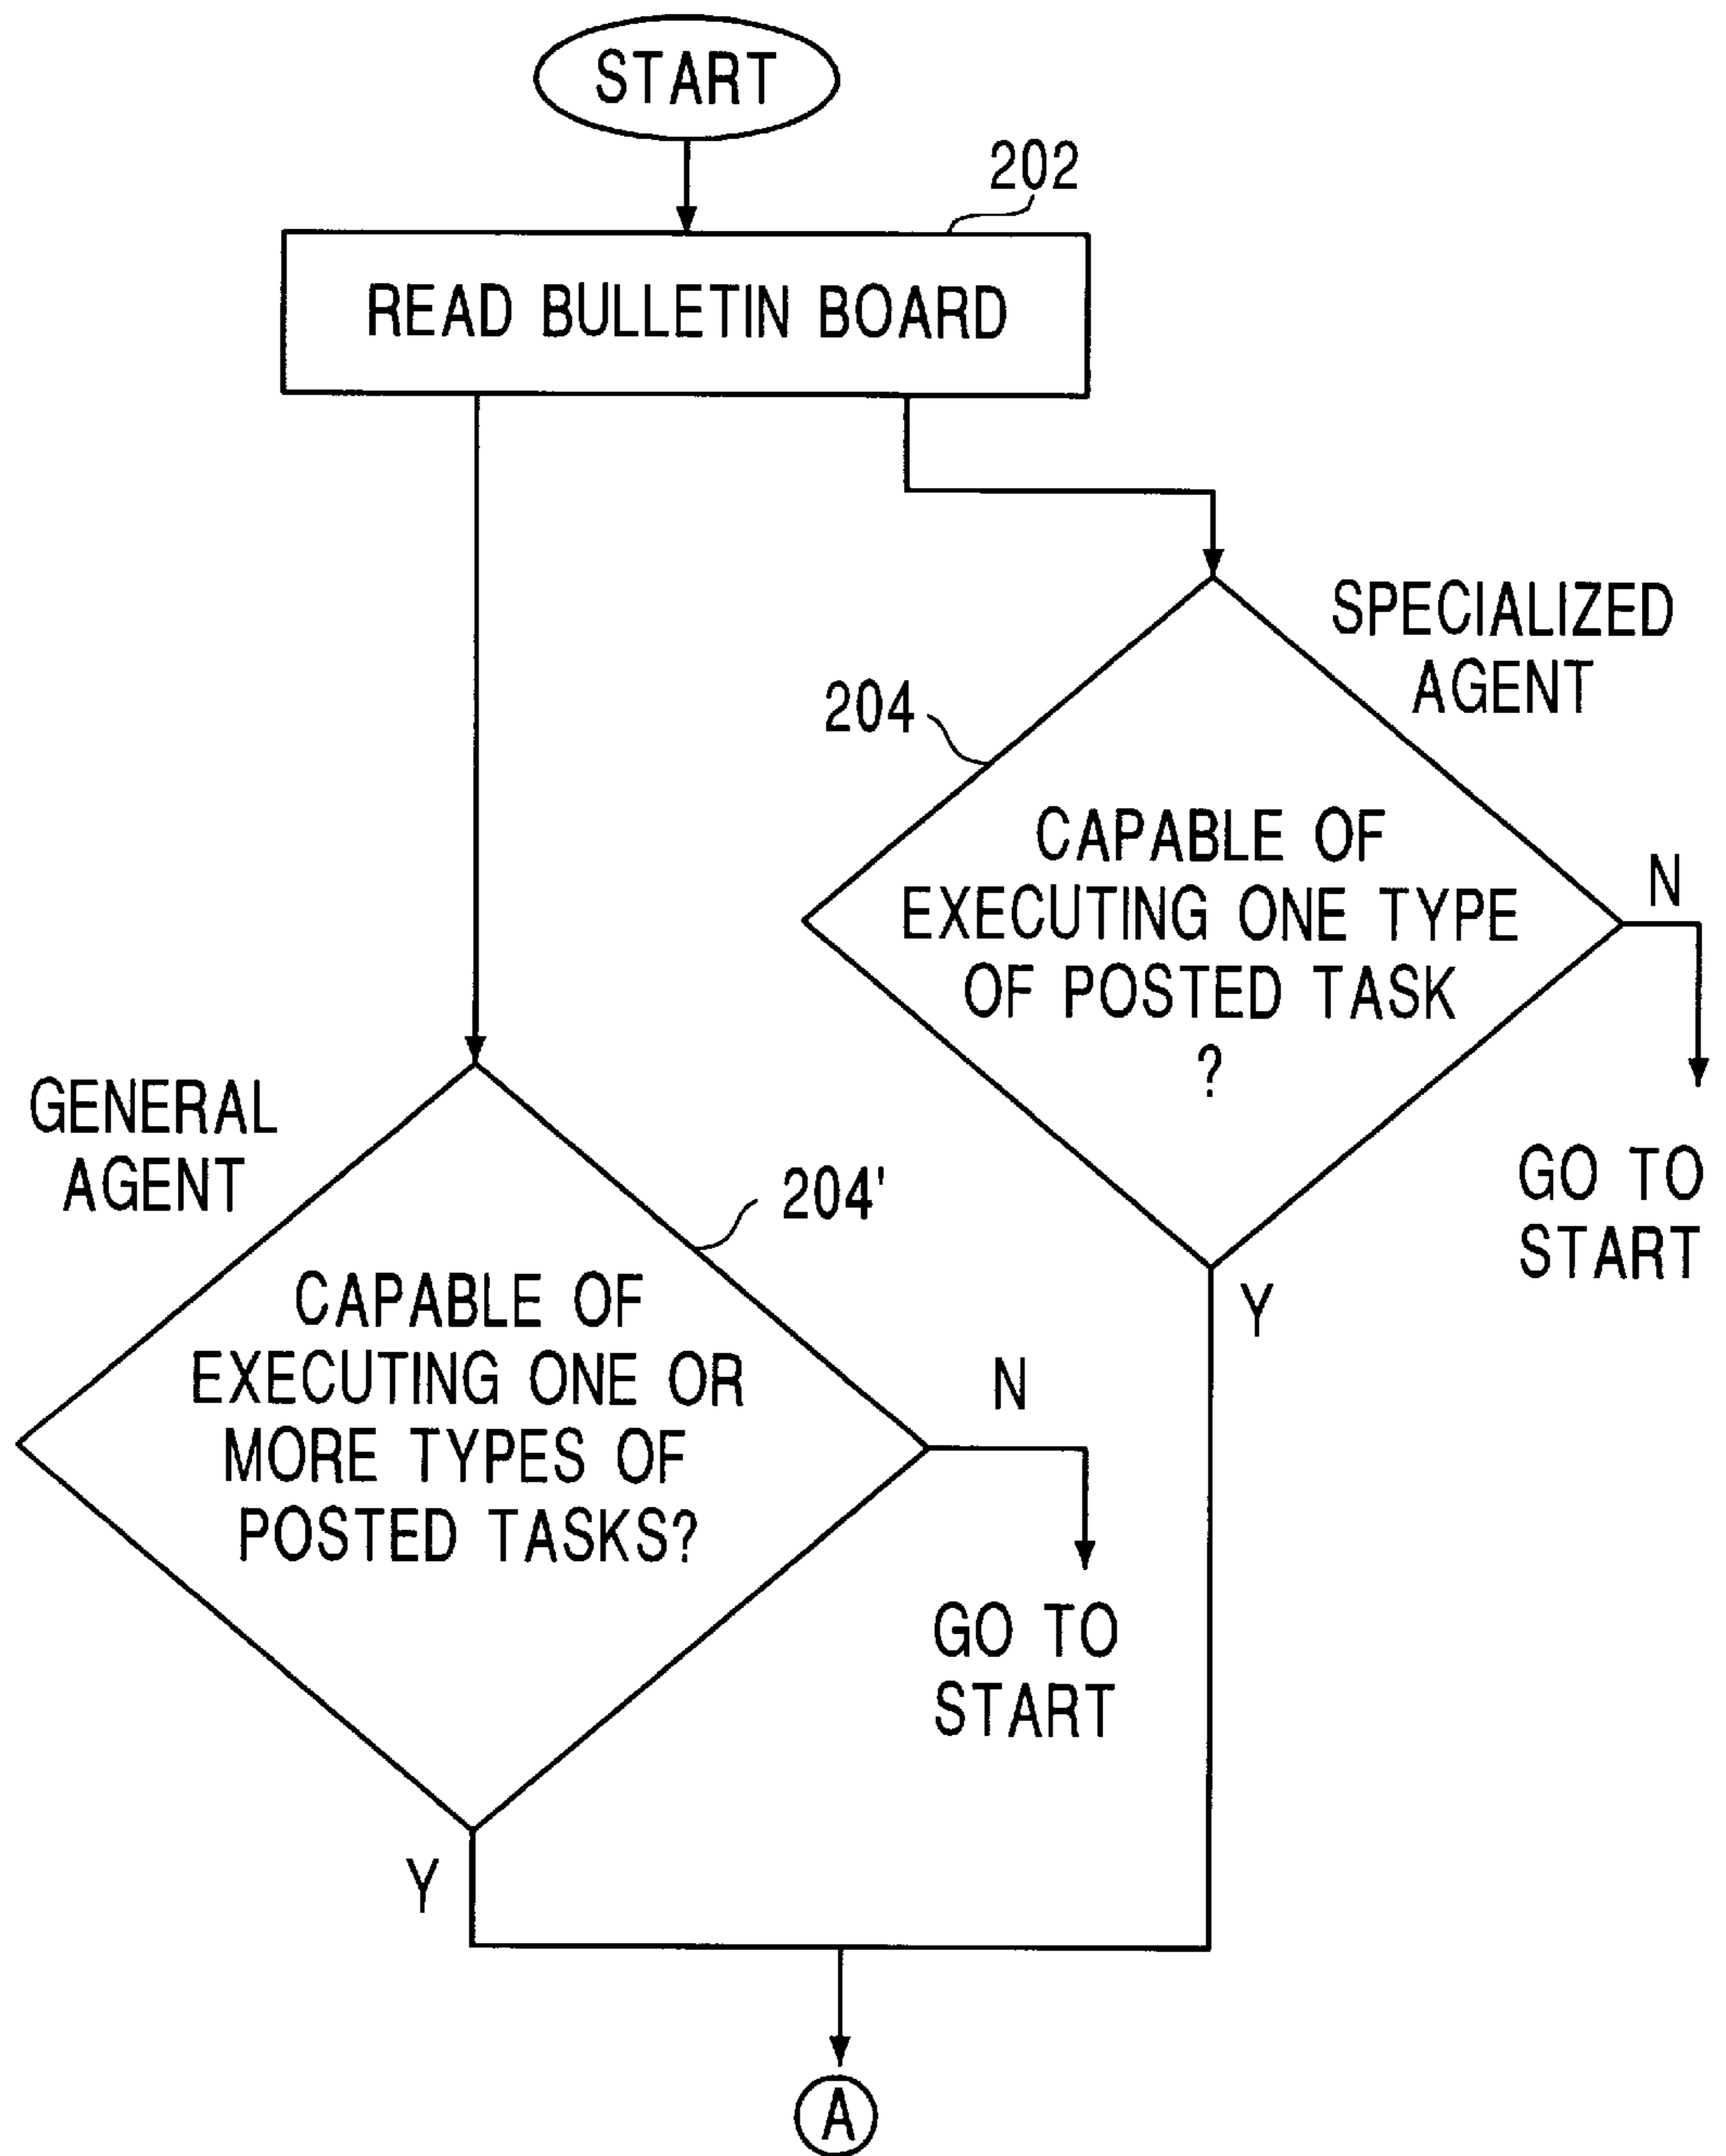 START
202
READ BULLETIN BOARD
SPECIALIZED
AGENT
204
CAPABLE OF
EXECUTING ONE TYPE
OF POSTED TASK
?
N
GO TO
START
Y
GENERAL
AGENT
204'
CAPABLE OF
EXECUTING ONE OR
MORE TYPES OF
POSTED TASKS?
N
GO TO
START
Y
A